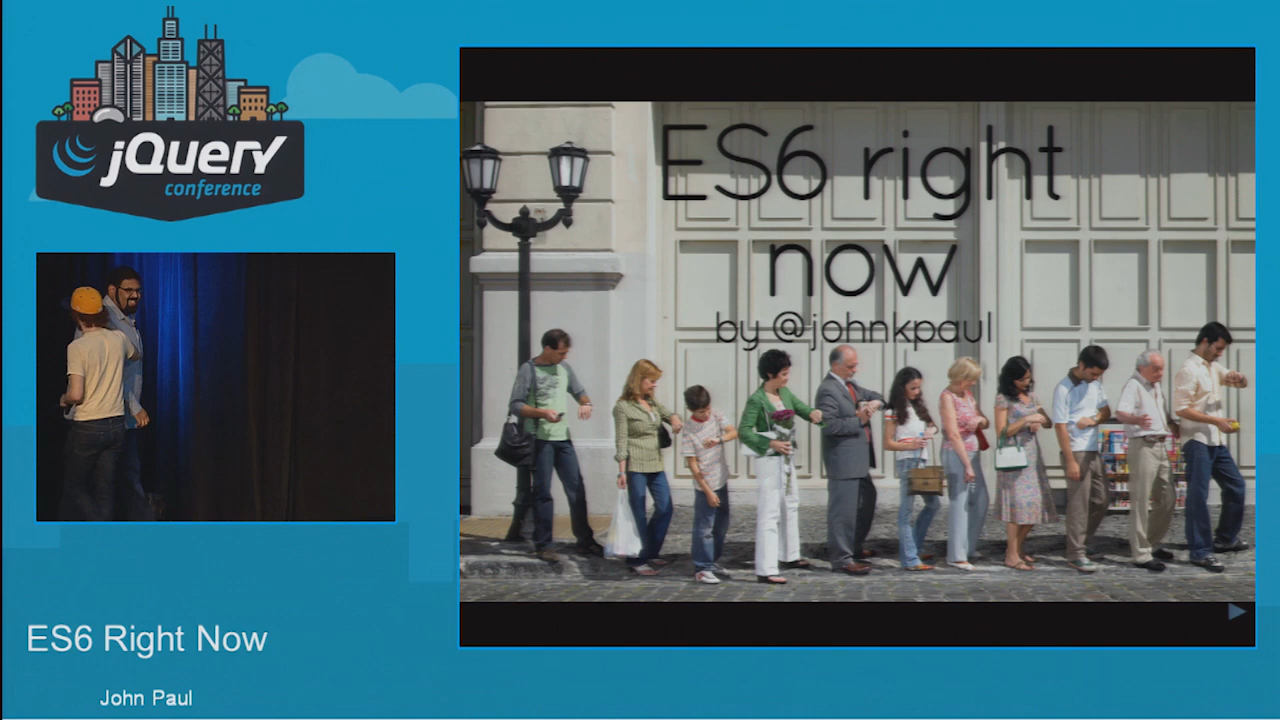 jQuery
conference
ES6 right
now
by @johnkpaul
ES6 Right Now
John Paul